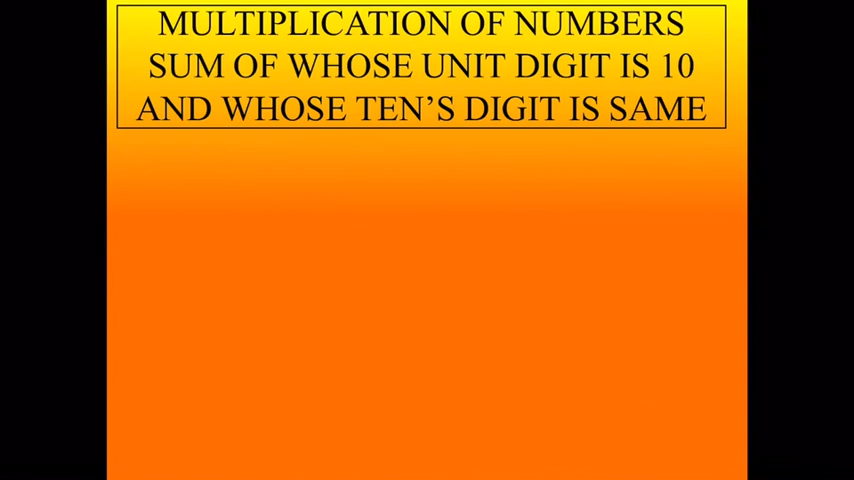 MULTIPLICATION OF NUMBERS
SUM OF WHOSE UNIT DIGIT IS 10
AND WHOSE TEN’S DIGIT IS SAME